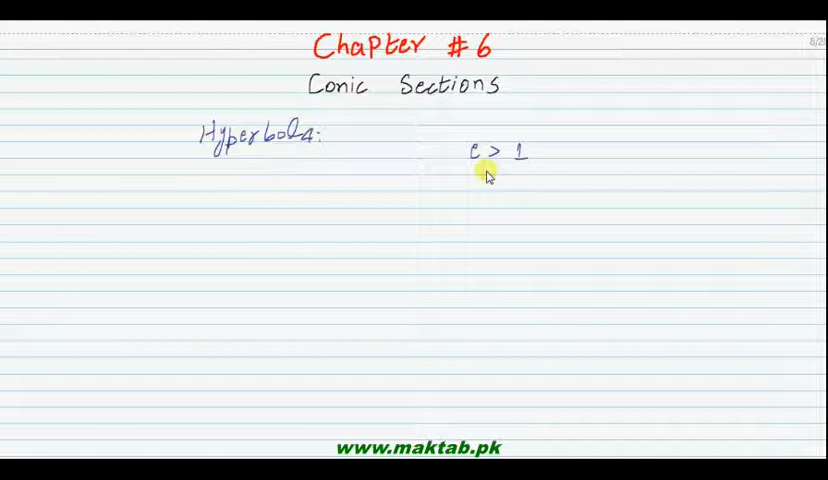 Chapter #6
Conic Sections
Hyperbola:
e > 1
www.maktab.pk